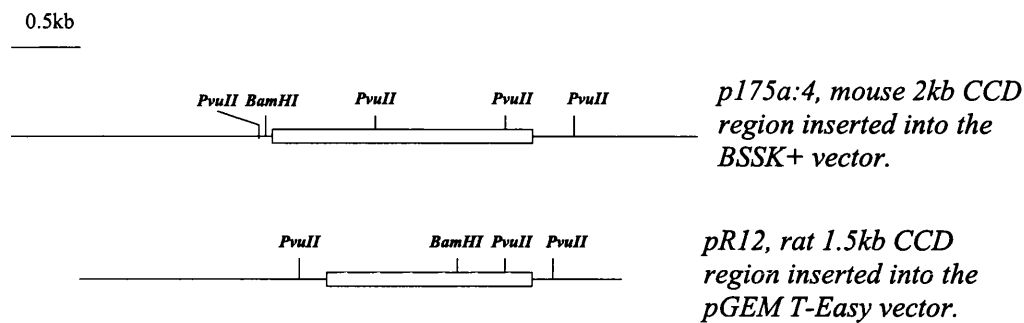 0.5kb
PvuII BamHI PvuII PvuII PvuII
p175a:4, mouse 2kb CCD
region inserted into the
BSSK+ vector.
PvuII BamHI PvuII PvuII
pR12, rat 1.5kb CCD
region inserted into the
pGEM T-Easy vector.